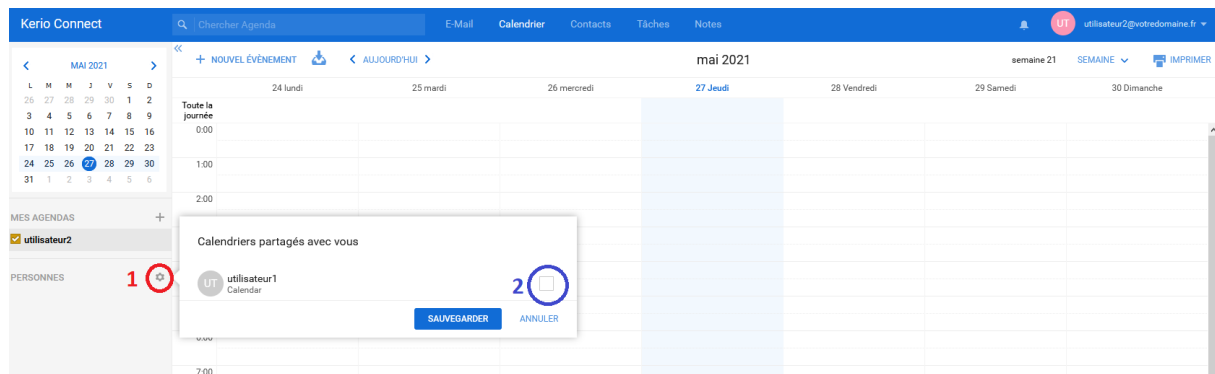 Kerio Connect
Chercher Agenda
E-Mail Calendrier Contacts Tâches Notes
UT utilisateur2@votredomaine.fr
MAI 2021
L M M J V S D
26 27 28 29 30 1 2
3 4 5 6 7 8 9
10 11 12 13 14 15 16
17 18 19 20 21 22 23
24 25 26 27 28 29 30
31 1 2 3 4 5 6
MES AGENDAS +
utilisateur2
PERSONNES 1
+ NOUVEL ÉVÈNEMENT < AUJOURD'HUI > mai 2021 semaine 21 SEMAINE IMPRIMER
24 lundi 25 mardi 26 mercredi 27 Jeudi 28 Vendredi 29 Samedi 30 Dimanche
Toute la
journée
0:00
1:00
2:00
Calendriers partagés avec vous
UT utilisateur1 2
Calendar
SAUVEGARDER ANNULER
7:00